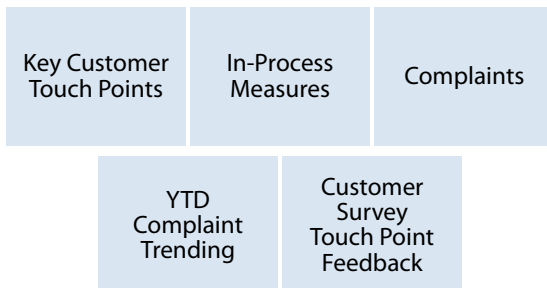 Key Customer
Touch Points
In-Process
Measures
Complaints
YTD
Complaint
Trending
Customer
Survey
Touch Point
Feedback